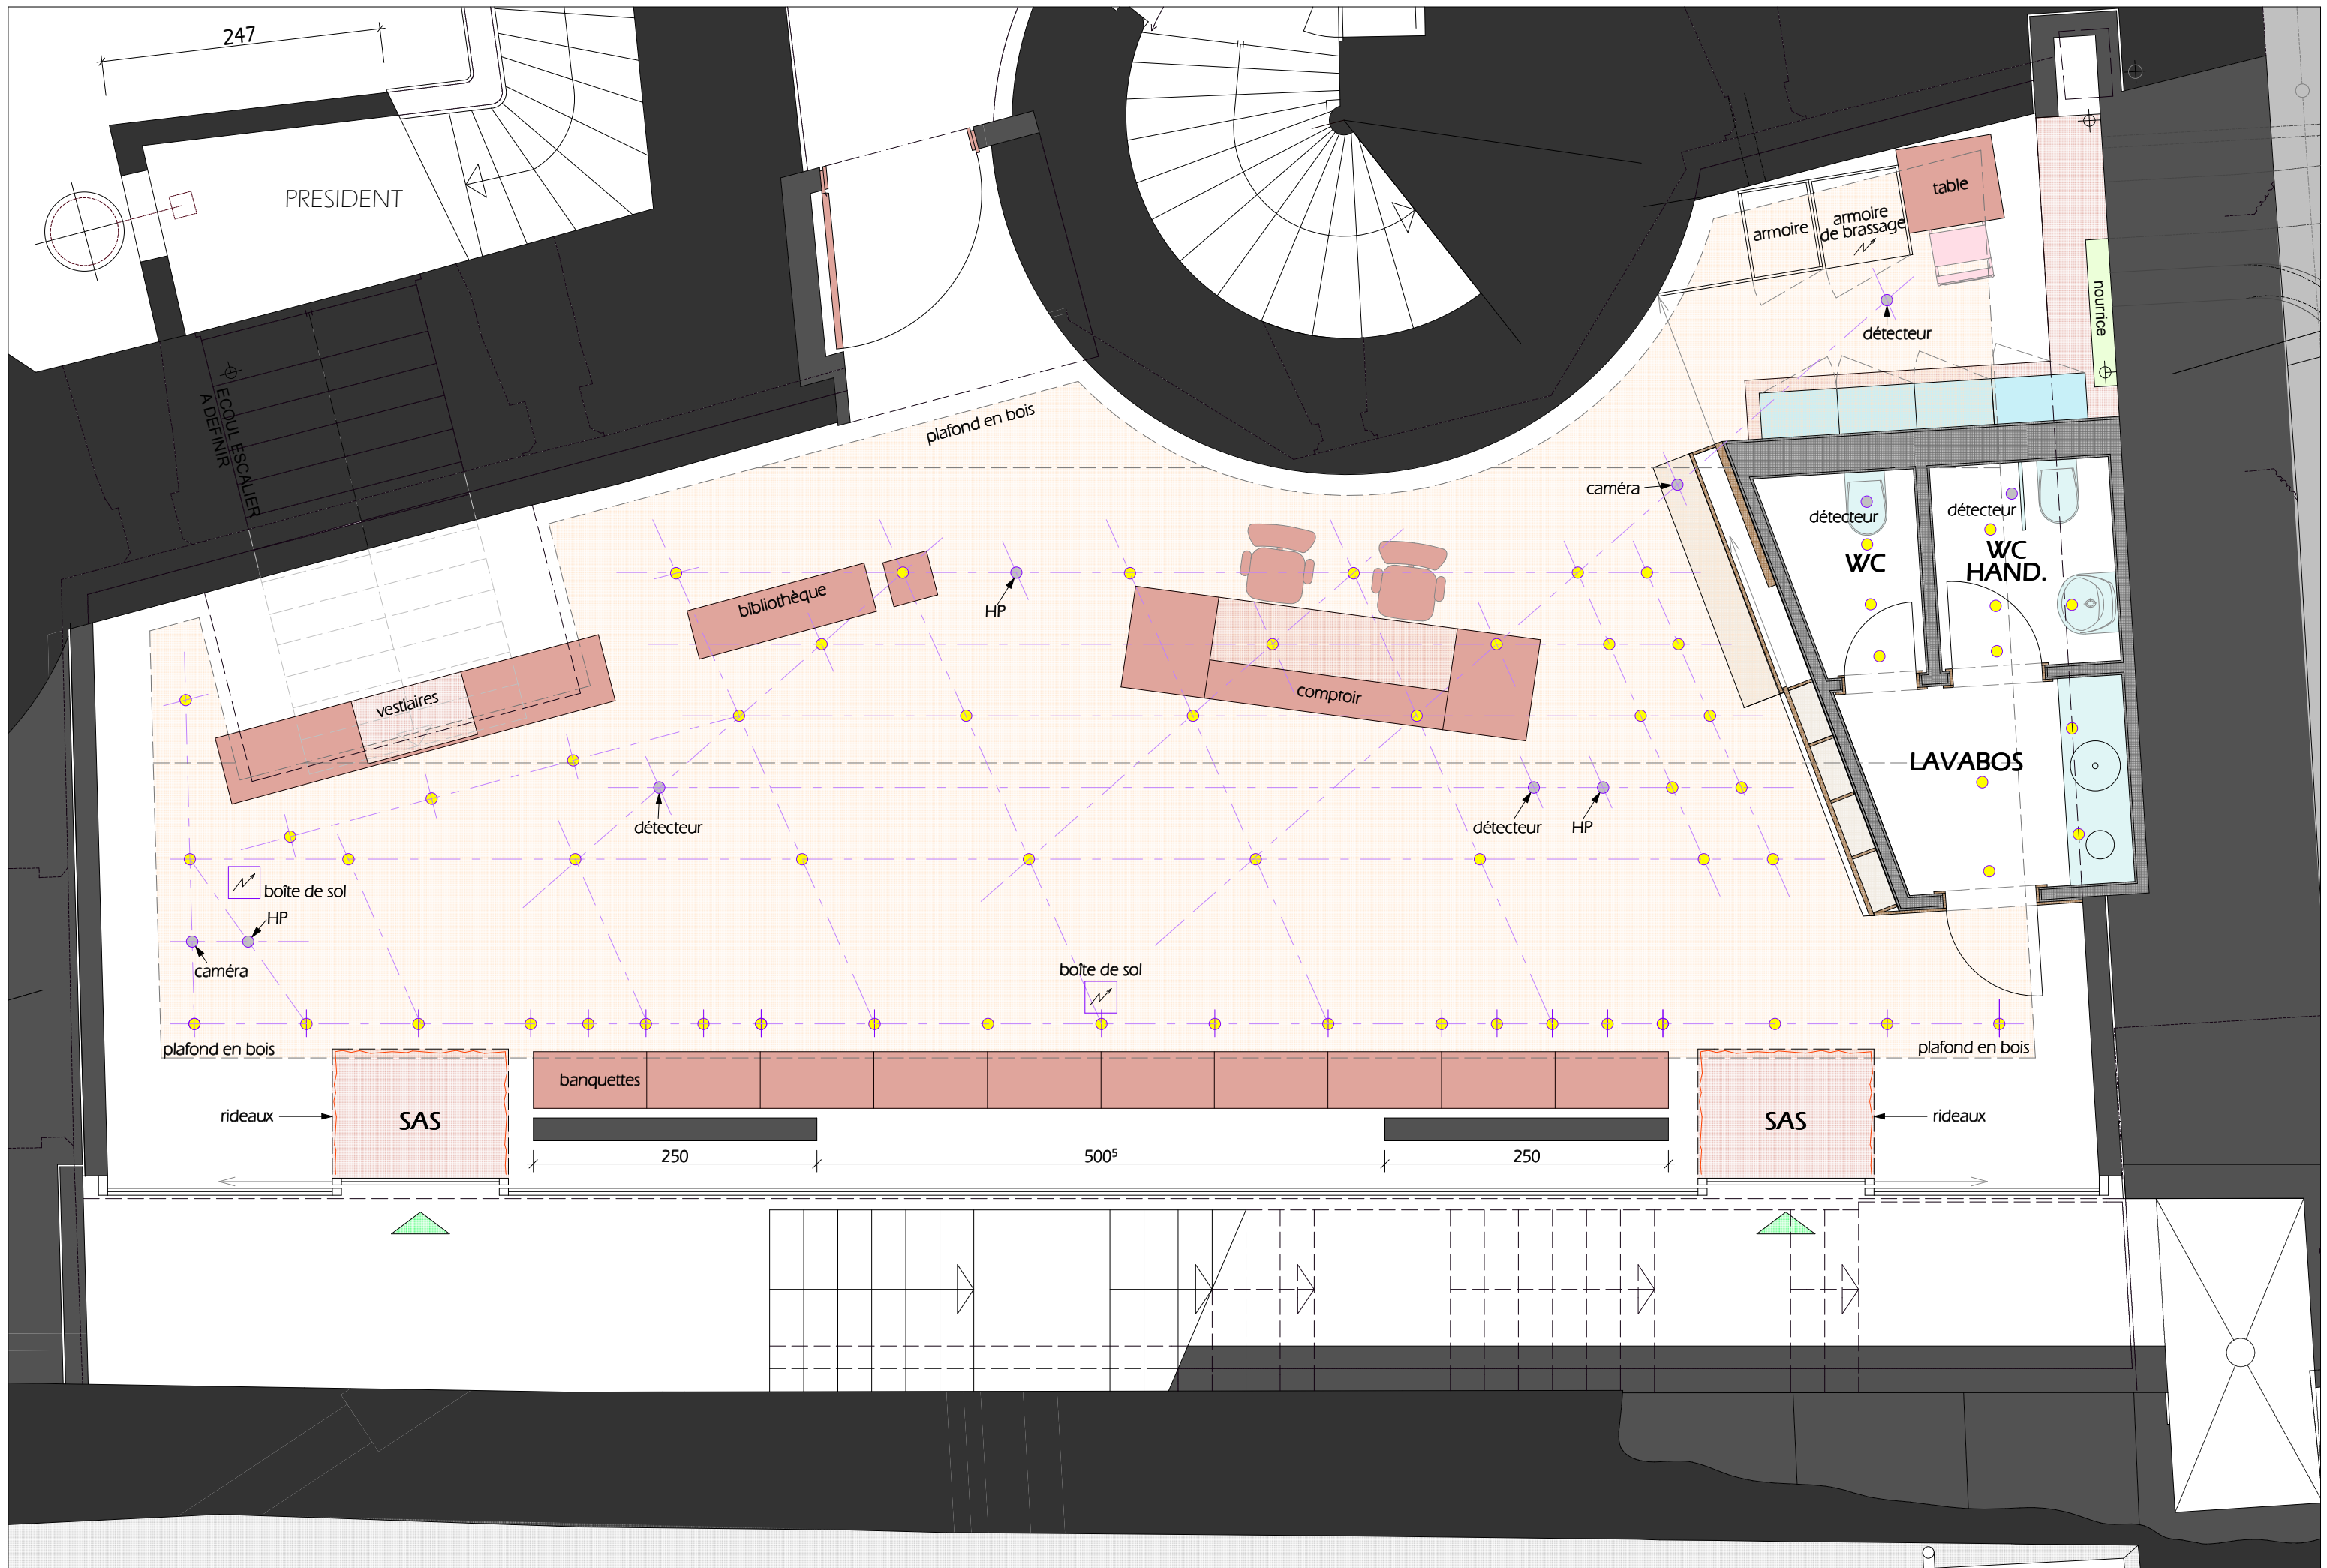 247
PRESIDENT
table
armoire
armoire
de brassage
nourrice
détecteur
ECOUL ESCALIER
A DEFINIR
plafond en bois
caméra
détecteur
détecteur
WC
WC
HAND.
bibliothèque
HP
vestiaires
comptoir
LAVABOS
détecteur
détecteur
HP
boîte de sol
HP
caméra
boîte de sol
plafond en bois
plafond en bois
banquettes
rideaux
SAS
SAS
rideaux
250
500⁵
250